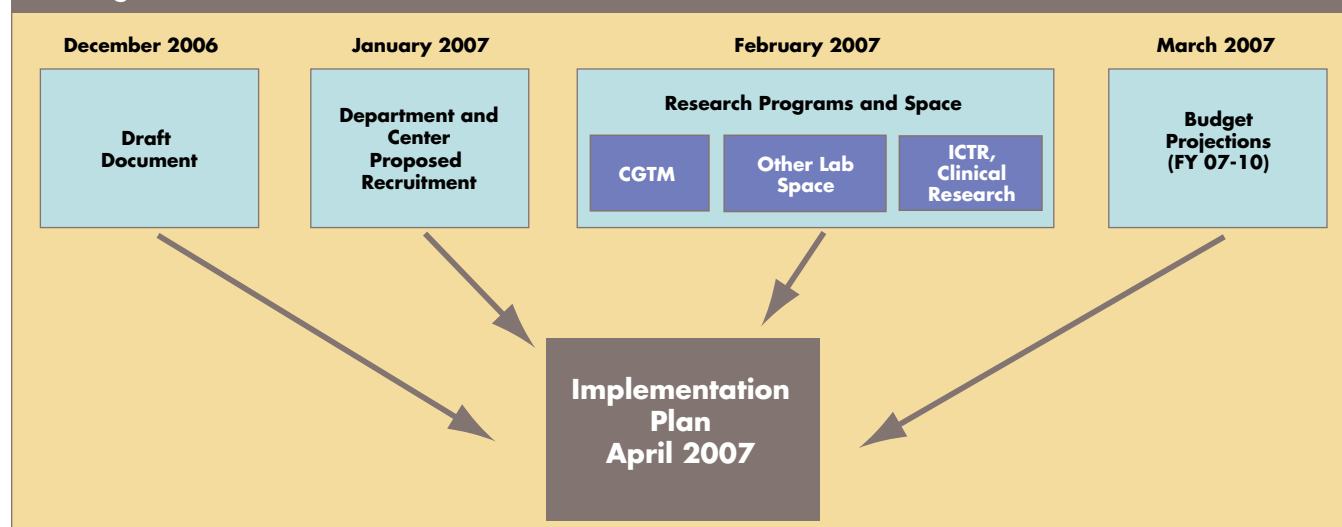 December 2006
Draft
Document
January 2007
Department and
Center
Proposed
Recruitment
February 2007
Research Programs and Space
CGTM
Other Lab
Space
ICTR,
Clinical
Research
March 2007
Budget
Projections
(FY 07-10)
Implementation
Plan
April 2007